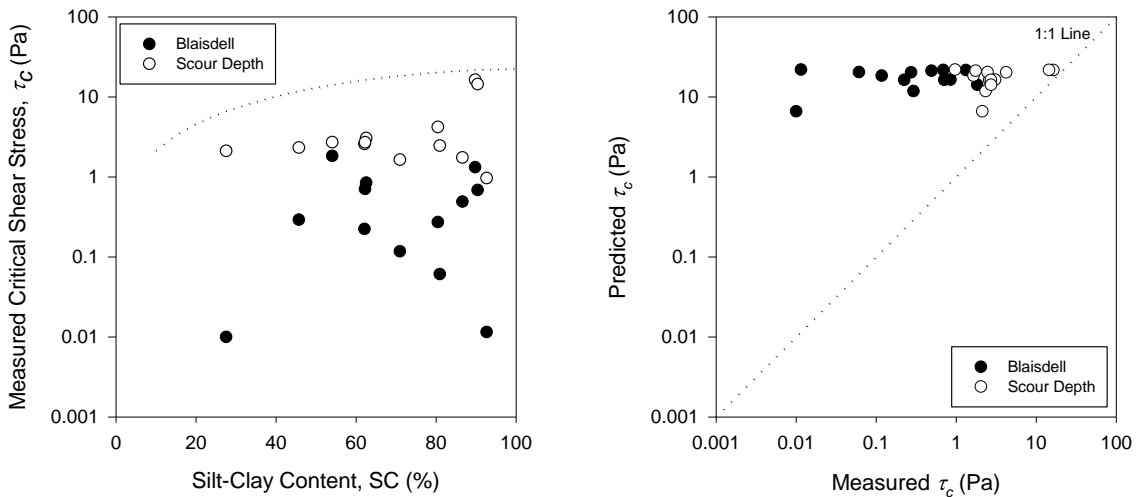 Measured Critical Shear Stress, τc (Pa)
100
10
1
0.1
0.01
0.001
Blaisdell
Scour Depth
0
20
40
60
80
100
Silt-Clay Content, SC (%)
Predicted τc (Pa)
100
10
1
0.1
0.01
0.001
1:1 Line
Blaisdell
Scour Depth
0.001
0.01
0.1
1
10
100
Measured τc (Pa)